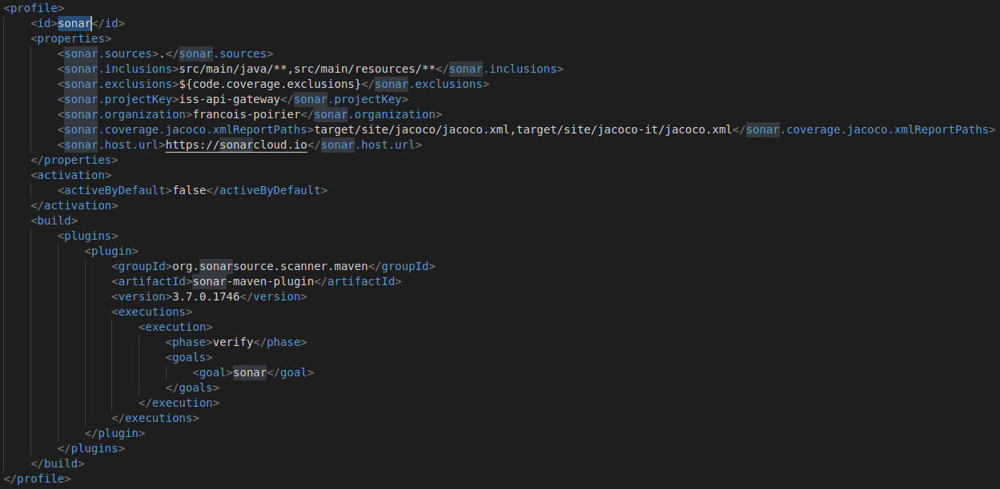 <profile>
    <id>sonar</id>
    <properties>
        <sonar.sources>.</sonar.sources>
        <sonar.inclusions>src/main/java/**,src/main/resources/**</sonar.inclusions>
        <sonar.exclusions>${code.coverage.exclusions}</sonar.exclusions>
        <sonar.projectKey>iss-api-gateway</sonar.projectKey>
        <sonar.organization>francois-poirier</sonar.organization>
        <sonar.coverage.jacoco.xmlReportPaths>target/site/jacoco/jacoco.xml,target/site/jacoco-it/jacoco.xml</sonar.coverage.jacoco.xmlReportPaths>
        <sonar.host.url>https://sonarcloud.io</sonar.host.url>
    </properties>
    <activation>
        <activeByDefault>false</activeByDefault>
    </activation>
    <build>
        <plugins>
            <plugin>
                <groupId>org.sonarsource.scanner.maven</groupId>
                <artifactId>sonar-maven-plugin</artifactId>
                <version>3.7.0.1746</version>
                <executions>
                    <execution>
                        <phase>verify</phase>
                        <goals>
                            <goal>sonar</goal>
                        </goals>
                    </execution>
                </executions>
            </plugin>
        </plugins>
    </build>
</profile>